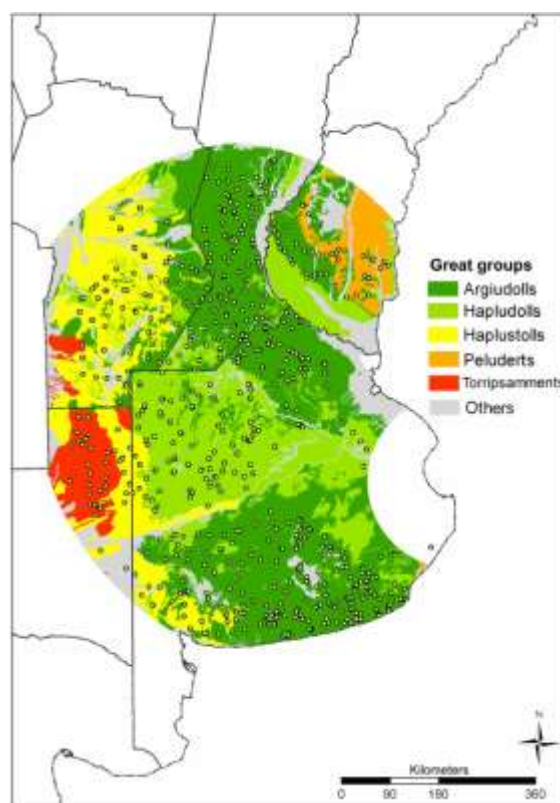 Great groups
Argiudolls
Hapludolls
Haplustolls
Peluderts
Torripsamments
Others
N
Kilometers
0 90 180 360